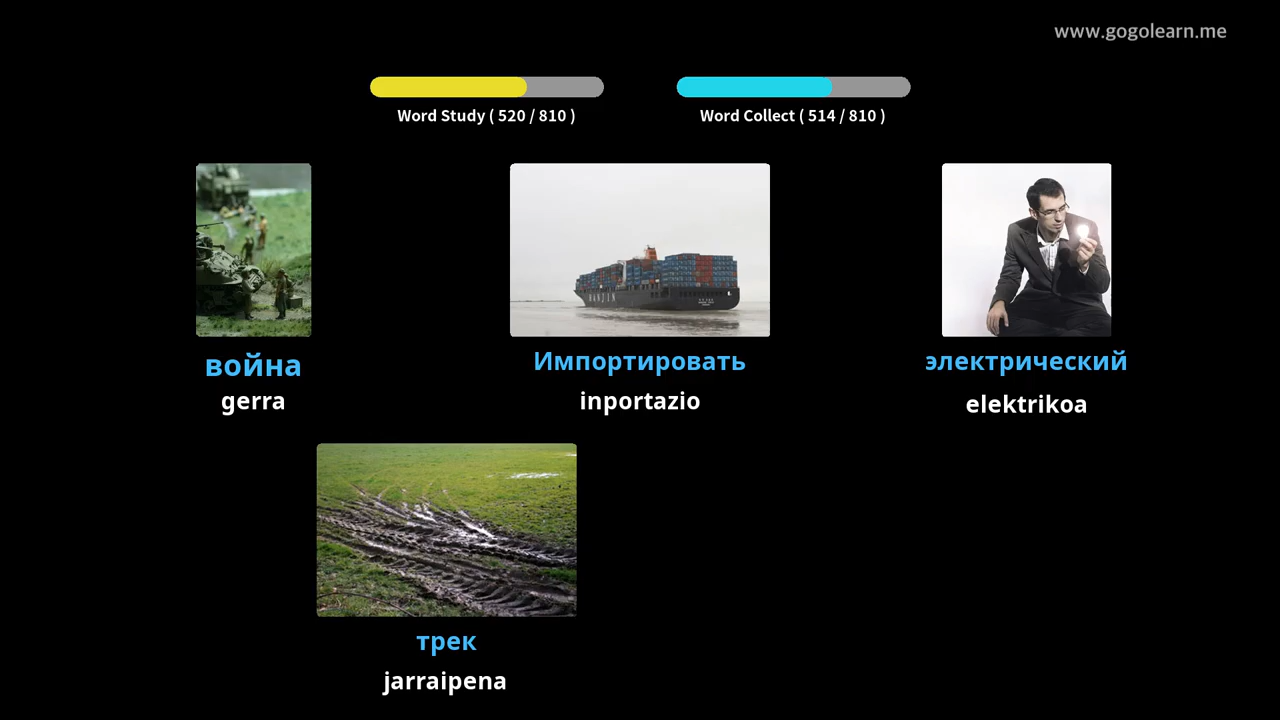 www.gogolearn.me
Word Study ( 520 / 810 )
Word Collect ( 514 / 810 )
война
gerra
Импортировать
inportazio
электрический
elektrikoa
HANJIN
трек
jarraipena